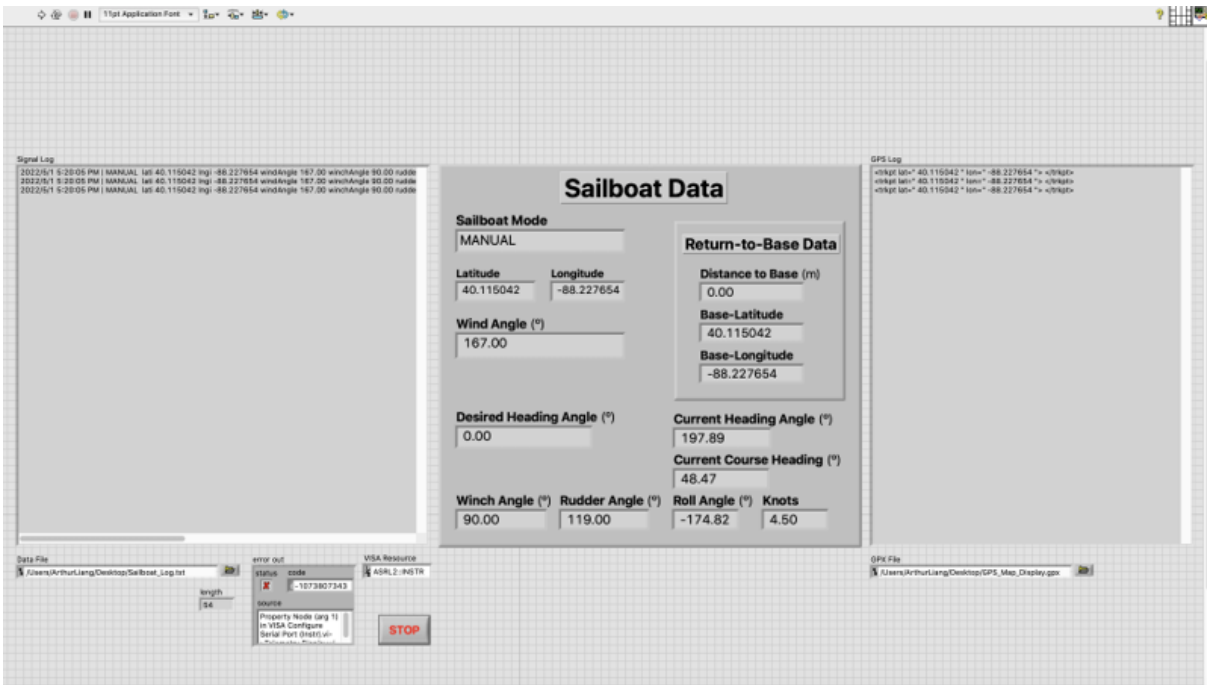 11pt Application Font
?
Signal Log
2022/5/1 5:20:05 PM | MANUAL lati 40.115042 lngi -88.227654 windAngle 167.00 winchAngle 90.00 rudde
2022/5/1 5:20:05 PM | MANUAL lati 40.115042 lngi -88.227654 windAngle 167.00 winchAngle 90.00 rudde
2022/5/1 5:20:05 PM | MANUAL lati 40.115042 lngi -88.227654 windAngle 167.00 winchAngle 90.00 rudde
Sailboat Data
Sailboat Mode
MANUAL
Latitude Longitude
40.115042 -88.227654
Wind Angle (º)
167.00
Return-to-Base Data
Distance to Base (m)
0.00
Base-Latitude
40.115042
Base-Longitude
-88.227654
Desired Heading Angle (º)
0.00
Current Heading Angle (º)
197.89
Current Course Heading (º)
48.47
Winch Angle (º) Rudder Angle (º) Roll Angle (º) Knots
90.00 119.00 -174.82 4.50
GPS Log
<trkpt lat=" 40.115042 " lon=" -88.227654 "> </trkpt>
<trkpt lat=" 40.115042 " lon=" -88.227654 "> </trkpt>
<trkpt lat=" 40.115042 " lon=" -88.227654 "> </trkpt>
Data File
/Users/ArthurLiang/Desktop/Sailboat_Log.txt
length
54
error out
status code
-1073807343
source
Property Node (arg 1)
in VISA Configure
Serial Port (Instr).vi-
VISA Resource
ASRL2::INSTR
STOP
GPX File
/Users/ArthurLiang/Desktop/GPS_Map_Display.gpx